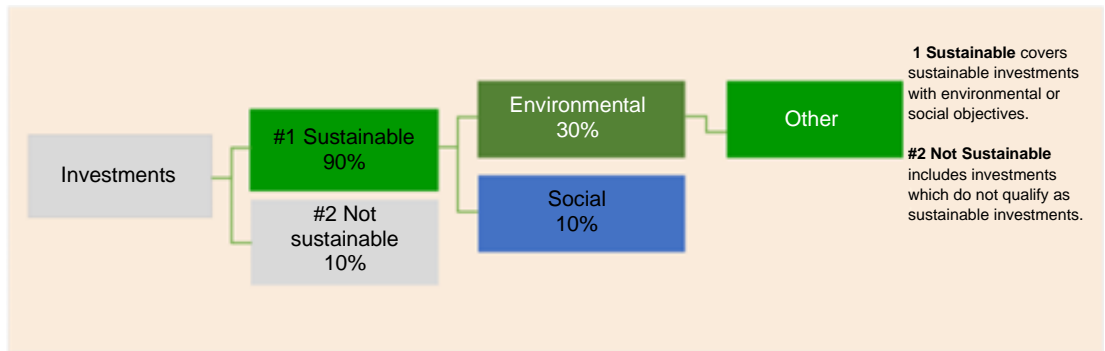 Investments
#1 Sustainable
90%
#2 Not
sustainable
10%
Environmental
30%
Social
10%
Other
1 Sustainable covers
sustainable investments
with environmental or
social objectives.
#2 Not Sustainable
includes investments
which do not qualify as
sustainable investments.